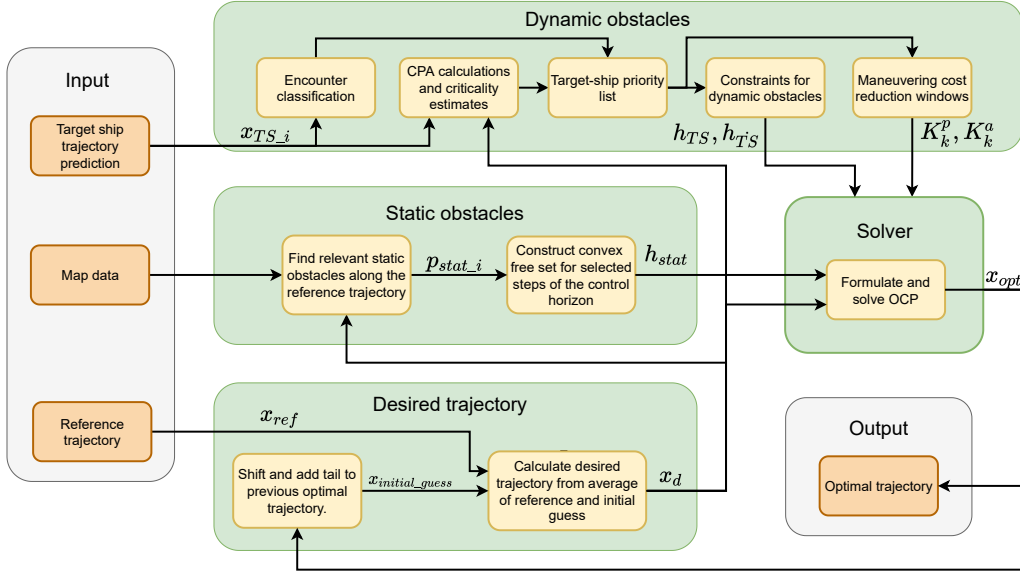 Dynamic obstacles
Input
Encounter
classification
CPA calculations
and criticality
estimates
Target-ship priority
list
Constraints for
dynamic obstacles
Maneuvering cost
reduction windows
Target ship
trajectory
prediction
x_{TS_i}
h_{TS}, h_{\dot{TS}}
K_k^p, K_k^a
Static obstacles
Solver
Map data
Find relevant static
obstacles along the
reference trajectory
p_{stat_i}
Construct convex
free set for selected
steps of the control
horizon
h_{stat}
Formulate and
solve OCP
x_{opt}
Desired trajectory
Output
Reference
trajectory
x_{ref}
Shift and add tail to
previous optimal
trajectory.
x_{initial_guess}
Calculate desired
trajectory from average
of reference and initial
guess
x_d
Optimal trajectory